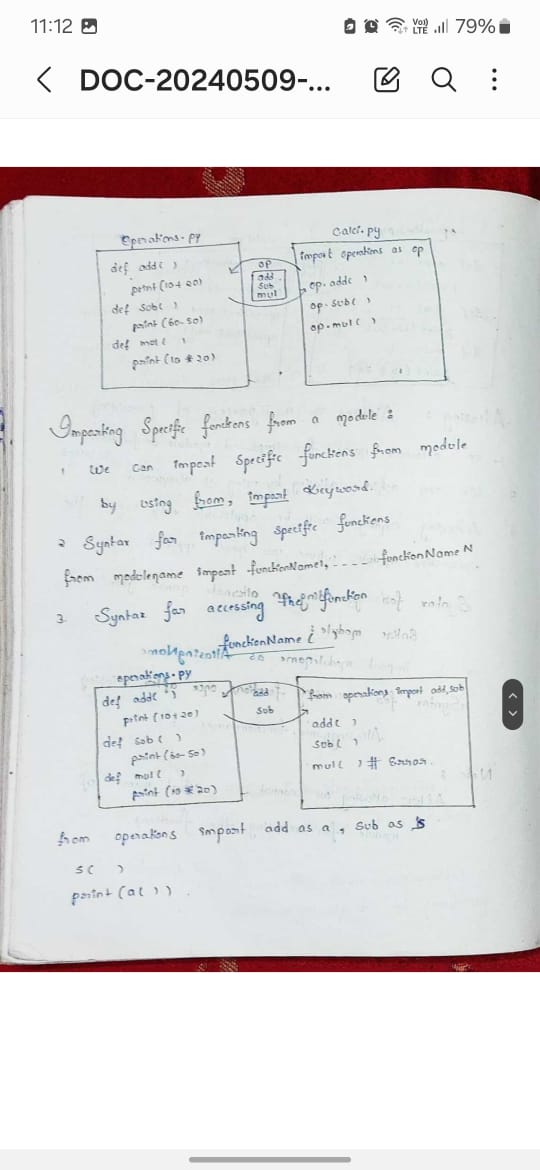 11:12
Vo))
LTE
79%
DOC-20240509-...
Operations.py
def add( )
print (10+20)
def Sub( )
print (60-50)
def mul( )
print (10 * 20)
op
add
Sub
mul
Calci.py
import operations as op
op.add( )
op.sub( )
op.mul( )
Importing Specific functions from a module :
1 We can import Specific functions from module
by using from, import Keyword.
2 Syntax for importing Specific functions
from modulename import functionName1, - - - - functionName N
3. Syntax for accessing the function
functionName
operations.py
def add( )
print (10+20)
def Sub( )
print (60-50)
def mul( )
print (10 * 20)
add
Sub
from operations import add, sub
add( )
sub( )
mul( ) # Error.
from operations import add as a, Sub as S
s( )
print (a( )) .